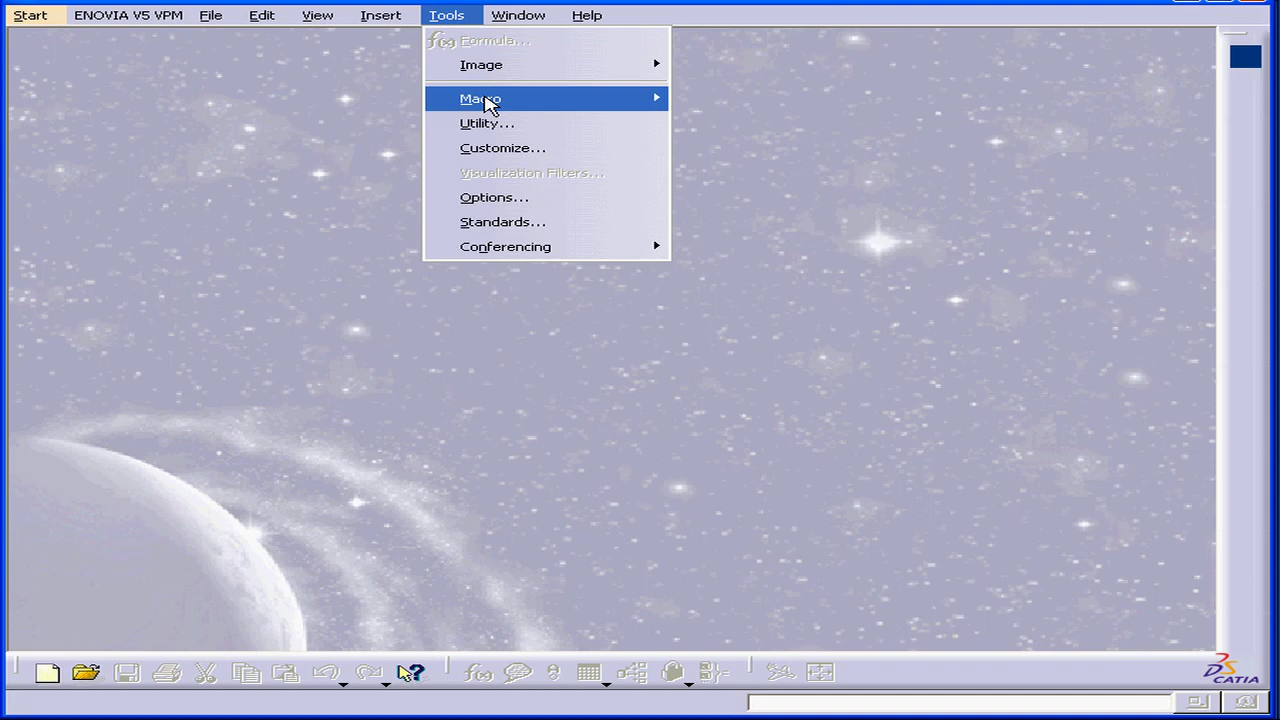 Start ENOVIA V5 VPM File Edit View Insert Tools Window Help
f(x) Formula...
Image
Macro
Utility...
Customize...
Visualization Filters...
Options...
Standards...
Conferencing
f(x)
DS CATIA